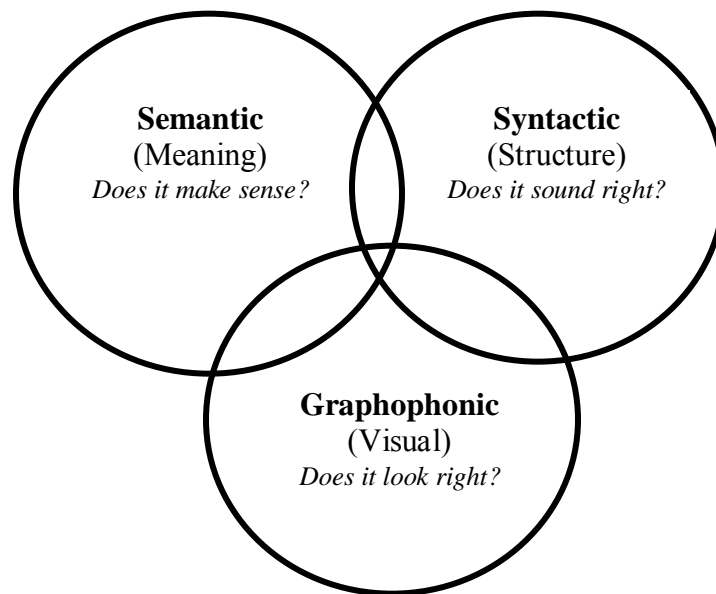 Semantic
(Meaning)
Does it make sense?
Syntactic
(Structure)
Does it sound right?
Graphophonic
(Visual)
Does it look right?